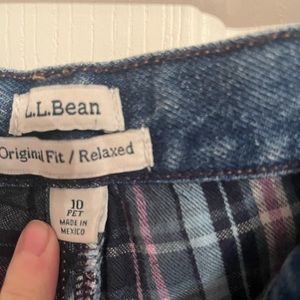 L.L.Bean
Original Fit / Relaxed
10
PET
MADE IN
MEXICO